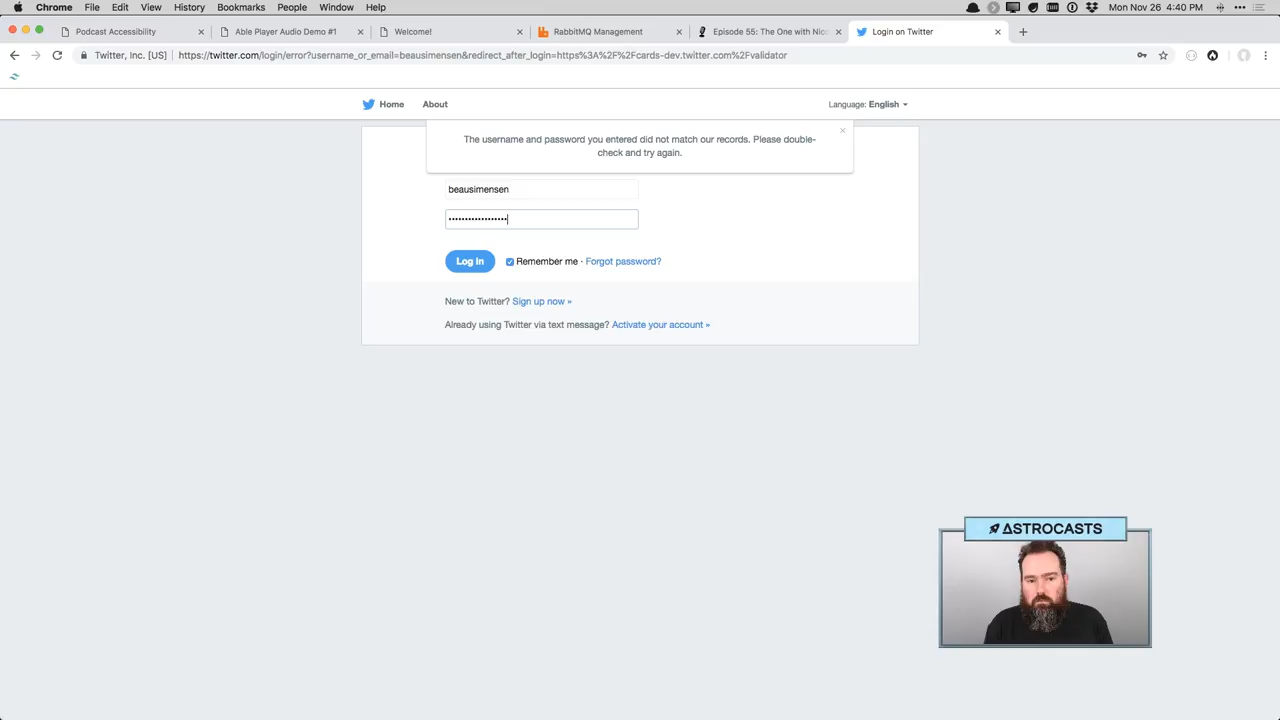 Chrome File Edit View History Bookmarks People Window Help Mon Nov 26 4:40 PM
Podcast Accessibility Able Player Audio Demo #1 Welcome! RabbitMQ Management Episode 55: The One with Nic Login on Twitter
Twitter, Inc. [US] https://twitter.com/login/error?username_or_email=beausimensen&redirect_after_login=https%3A%2F%2Fcards-dev.twitter.com%2Fvalidator
Home About Language: English
The username and password you entered did not match our records. Please double-
check and try again.
beausimensen
Log in Remember me · Forgot password?
New to Twitter? Sign up now »
Already using Twitter via text message? Activate your account »
ASTROCASTS